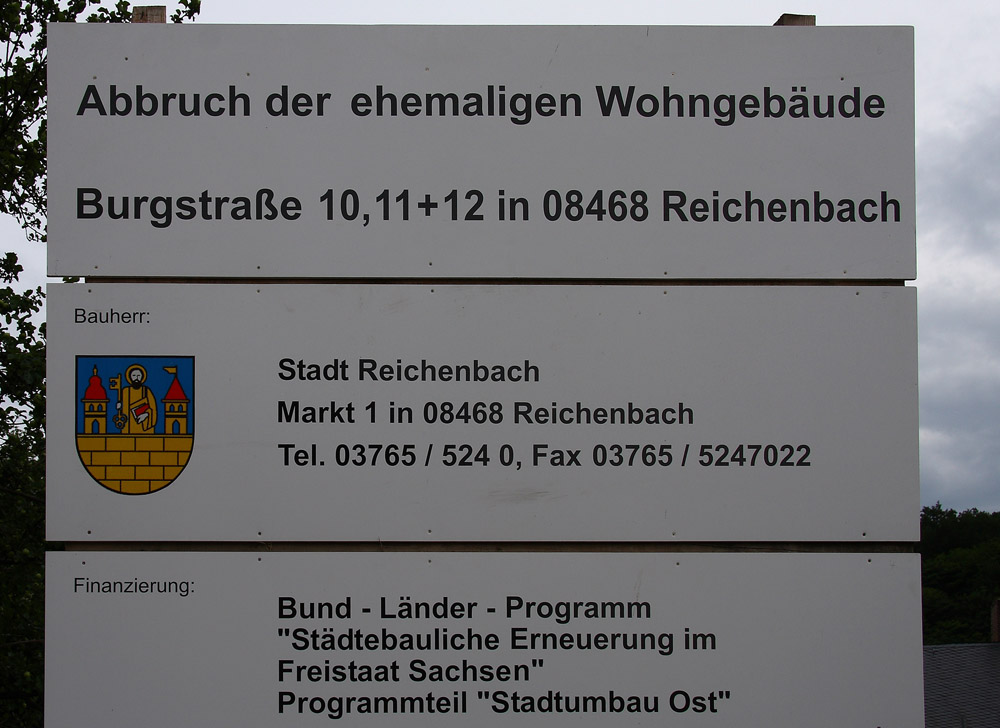 Abbruch der ehemaligen Wohngebäude
Burgstraße 10,11+12 in 08468 Reichenbach
Bauherr:
Stadt Reichenbach
Markt 1 in 08468 Reichenbach
Tel. 03765 / 524 0, Fax 03765 / 5247022
Finanzierung:
Bund - Länder - Programm
"Städtebauliche Erneuerung im
Freistaat Sachsen"
Programmteil "Stadtumbau Ost"